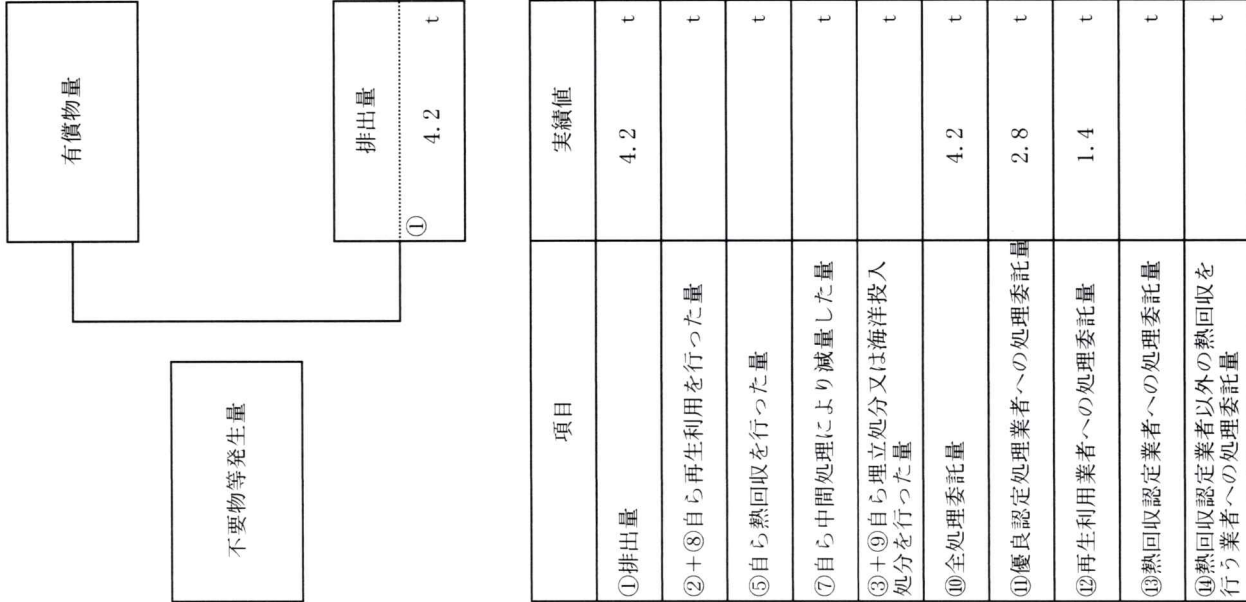 有償物量
不要物等発生量
排出量
①
4.2 t
項目 実績値
①排出量 4.2 t
②+⑧自ら再生利用を行った量 t
⑤自ら熱回収を行った量 t
⑦自ら中間処理により減量した量 t
③+⑨自ら埋立処分又は海洋投入
処分を行った量 t
⑩全処理委託量 4.2 t
⑪優良認定処理業者への処理委託量 2.8 t
⑫再生利用業者への処理委託量 1.4 t
⑬熱回収認定業者への処理委託量 t
⑭熱回収認定業者以外の熱回収を
行う業者への処理委託量 t